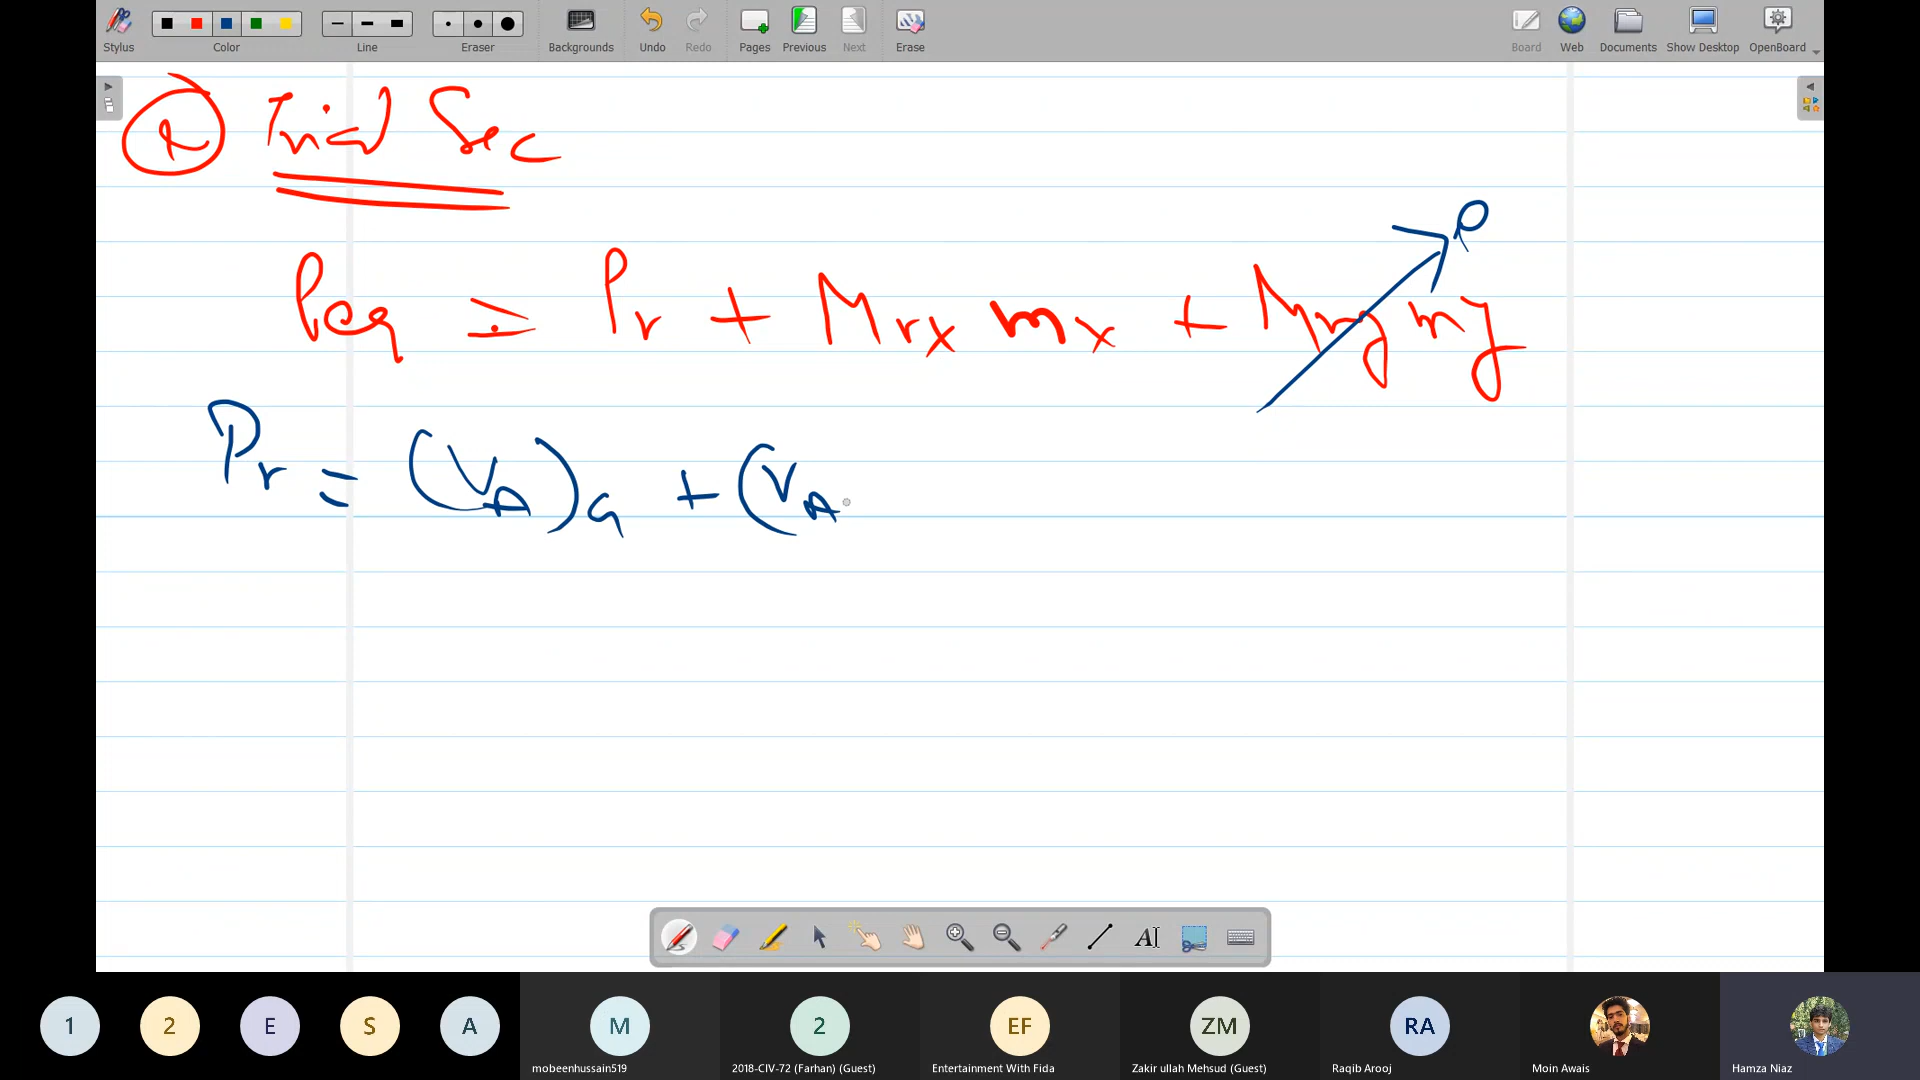 Stylus Color Line Eraser Backgrounds Undo Redo Pages Previous Next Erase Board Web Documents Show Desktop OpenBoard
② Trial Sec
Peq = Pr + Mrx mx + Mry my 0
Pr = (VA)G + (VA
1 2 E S A M 2 EF ZM RA
mobeenhussain519 2018-CIV-72 (Farhan) (Guest) Entertainment With Fida Zakir ullah Mehsud (Guest) Raqib Arooj Moin Awais Hamza Niaz